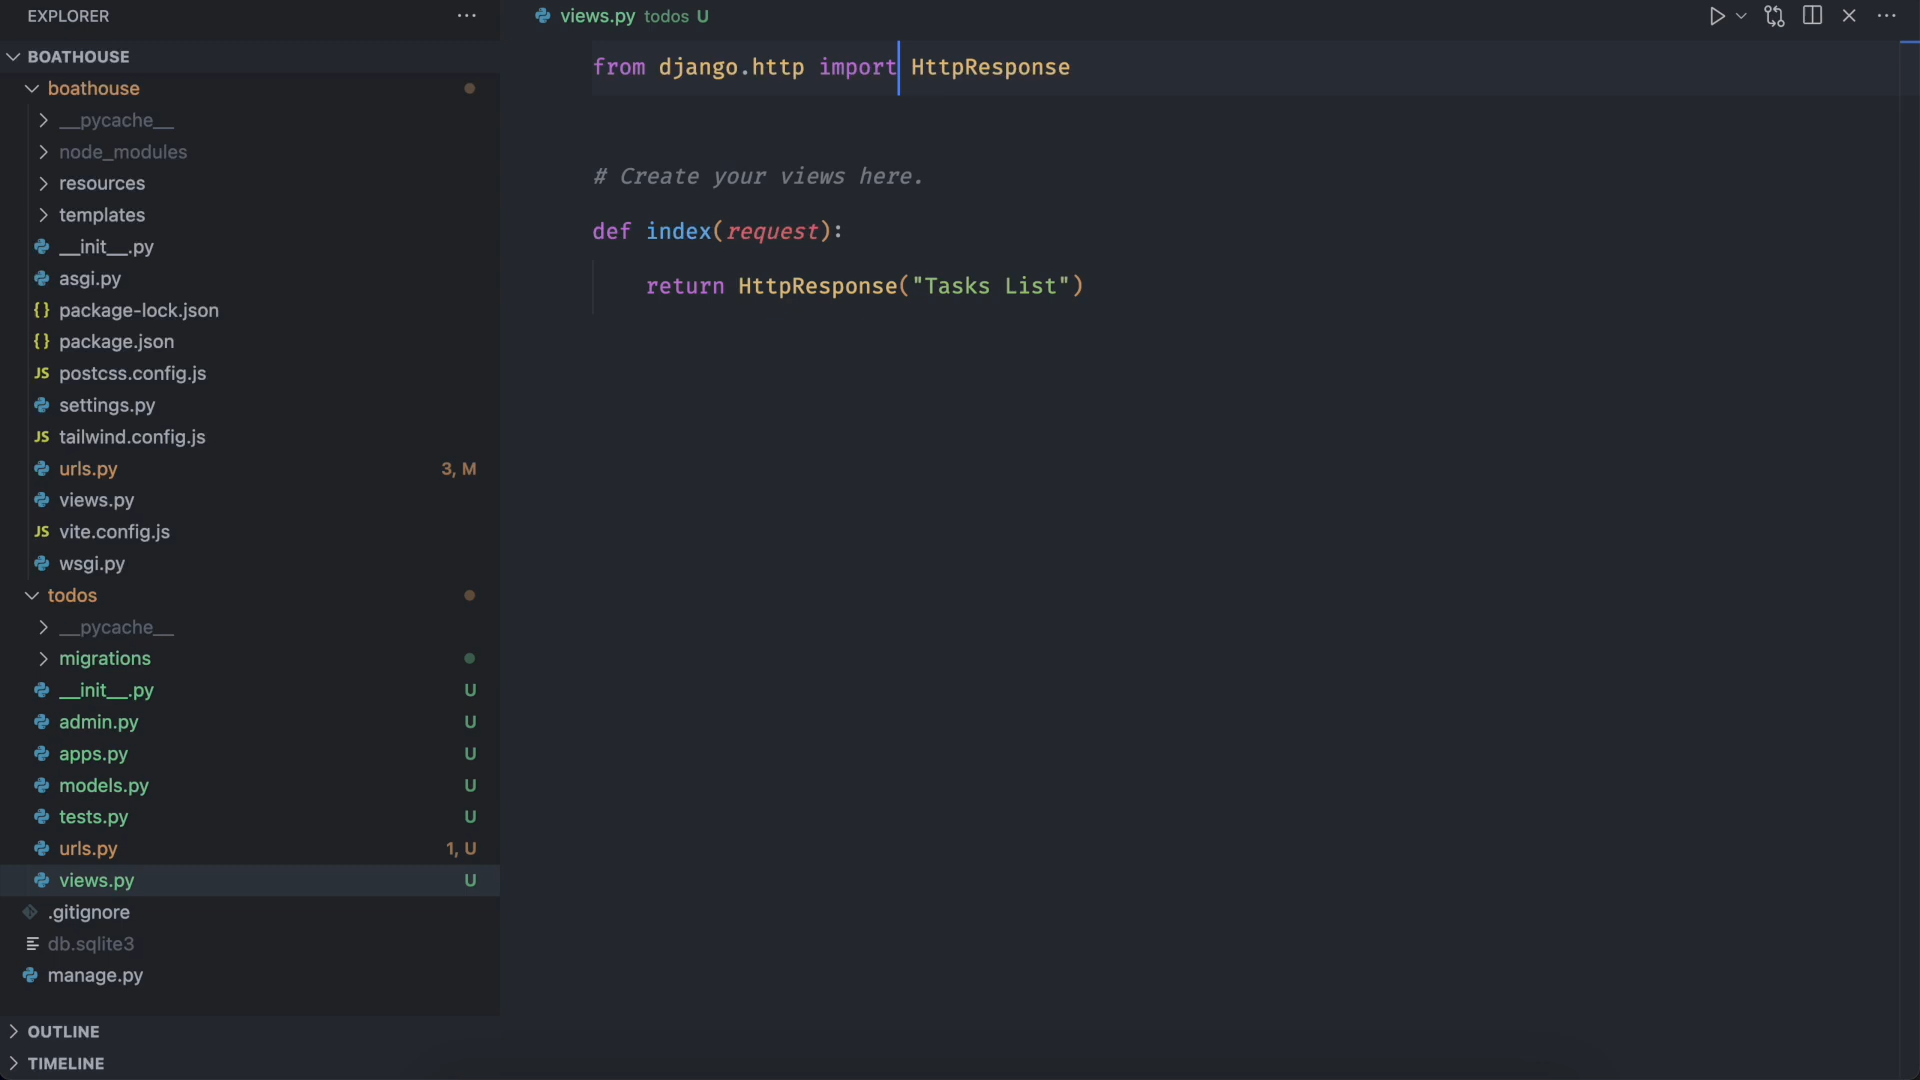 EXPLORER
BOATHOUSE
boathouse
__pycache__
node_modules
resources
templates
__init__.py
asgi.py
{} package-lock.json
{} package.json
JS postcss.config.js
settings.py
JS tailwind.config.js
urls.py 3, M
views.py
JS vite.config.js
wsgi.py
todos
__pycache__
migrations
__init__.py U
admin.py U
apps.py U
models.py U
tests.py U
urls.py 1, U
views.py U
.gitignore
db.sqlite3
manage.py
OUTLINE
TIMELINE
views.py todos U
from django.http import HttpResponse
# Create your views here.
def index(request):
return HttpResponse("Tasks List")